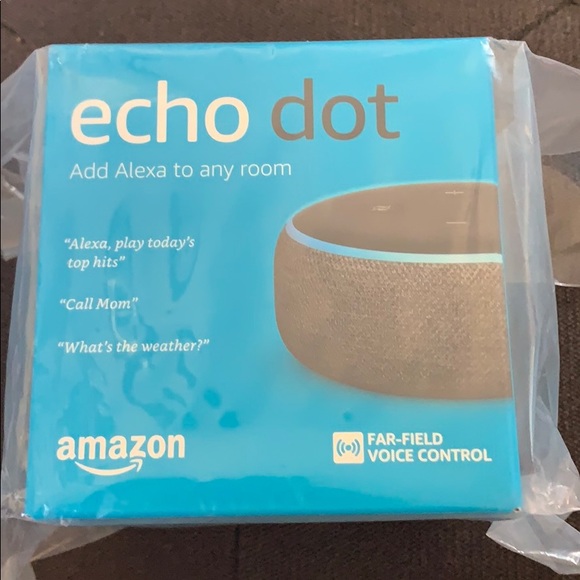 echo dot
Add Alexa to any room
“Alexa, play today's
top hits”
“Call Mom”
“What's the weather?”
amazon
FAR-FIELD
VOICE CONTROL